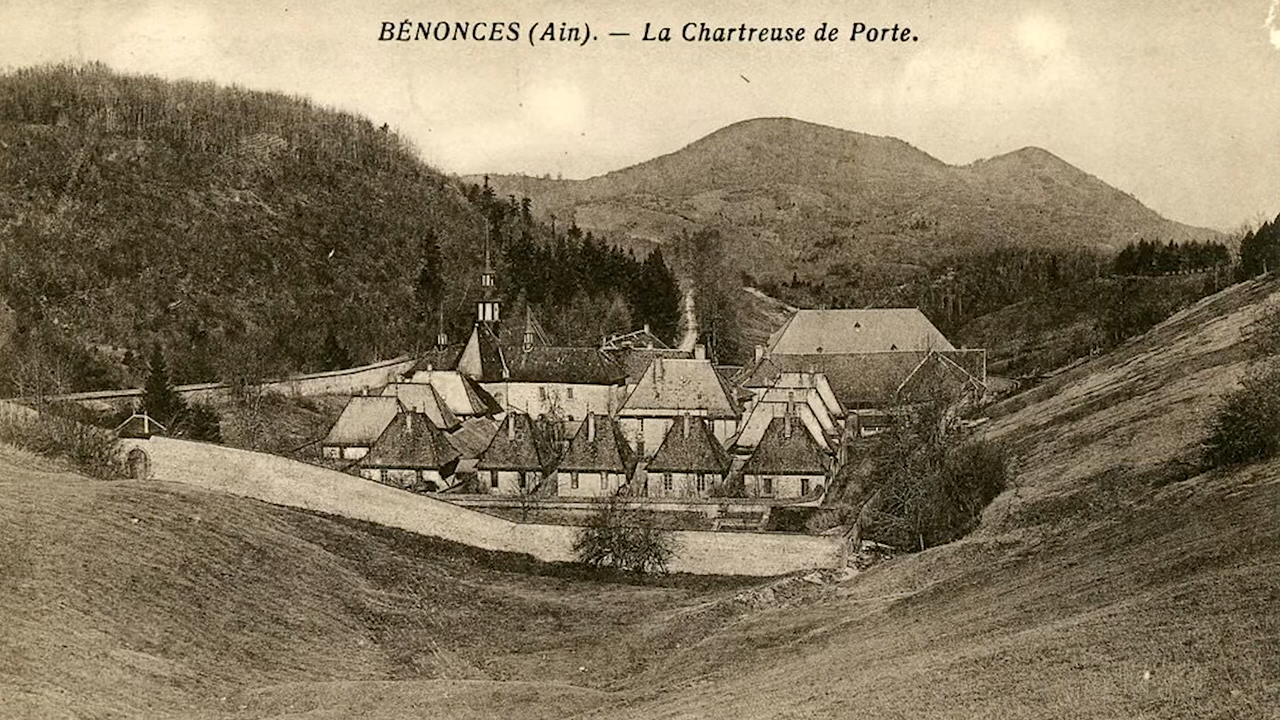 BÉNONCES (Ain). — La Chartreuse de Porte.